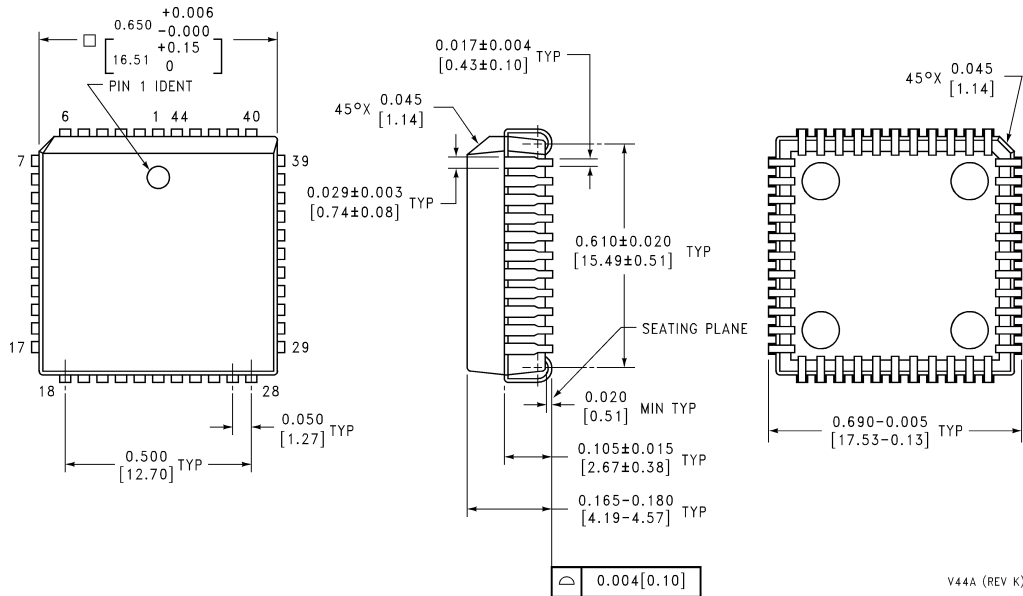 0.650 +0.006 -0.000
[16.51 +0.15 0]
PIN 1 IDENT
6 1 44 40
7 39
17 29
18 28
0.050
[1.27] TYP
0.500
[12.70] TYP
0.017±0.004
[0.43±0.10] TYP
45°X 0.045
[1.14]
0.029±0.003
[0.74±0.08] TYP
0.610±0.020
[15.49±0.51] TYP
SEATING PLANE
0.020
[0.51] MIN TYP
0.105±0.015
[2.67±0.38] TYP
0.165-0.180
[4.19-4.57] TYP
0.004[0.10]
45°X 0.045
[1.14]
0.690-0.005
[17.53-0.13] TYP
V44A (REV K)